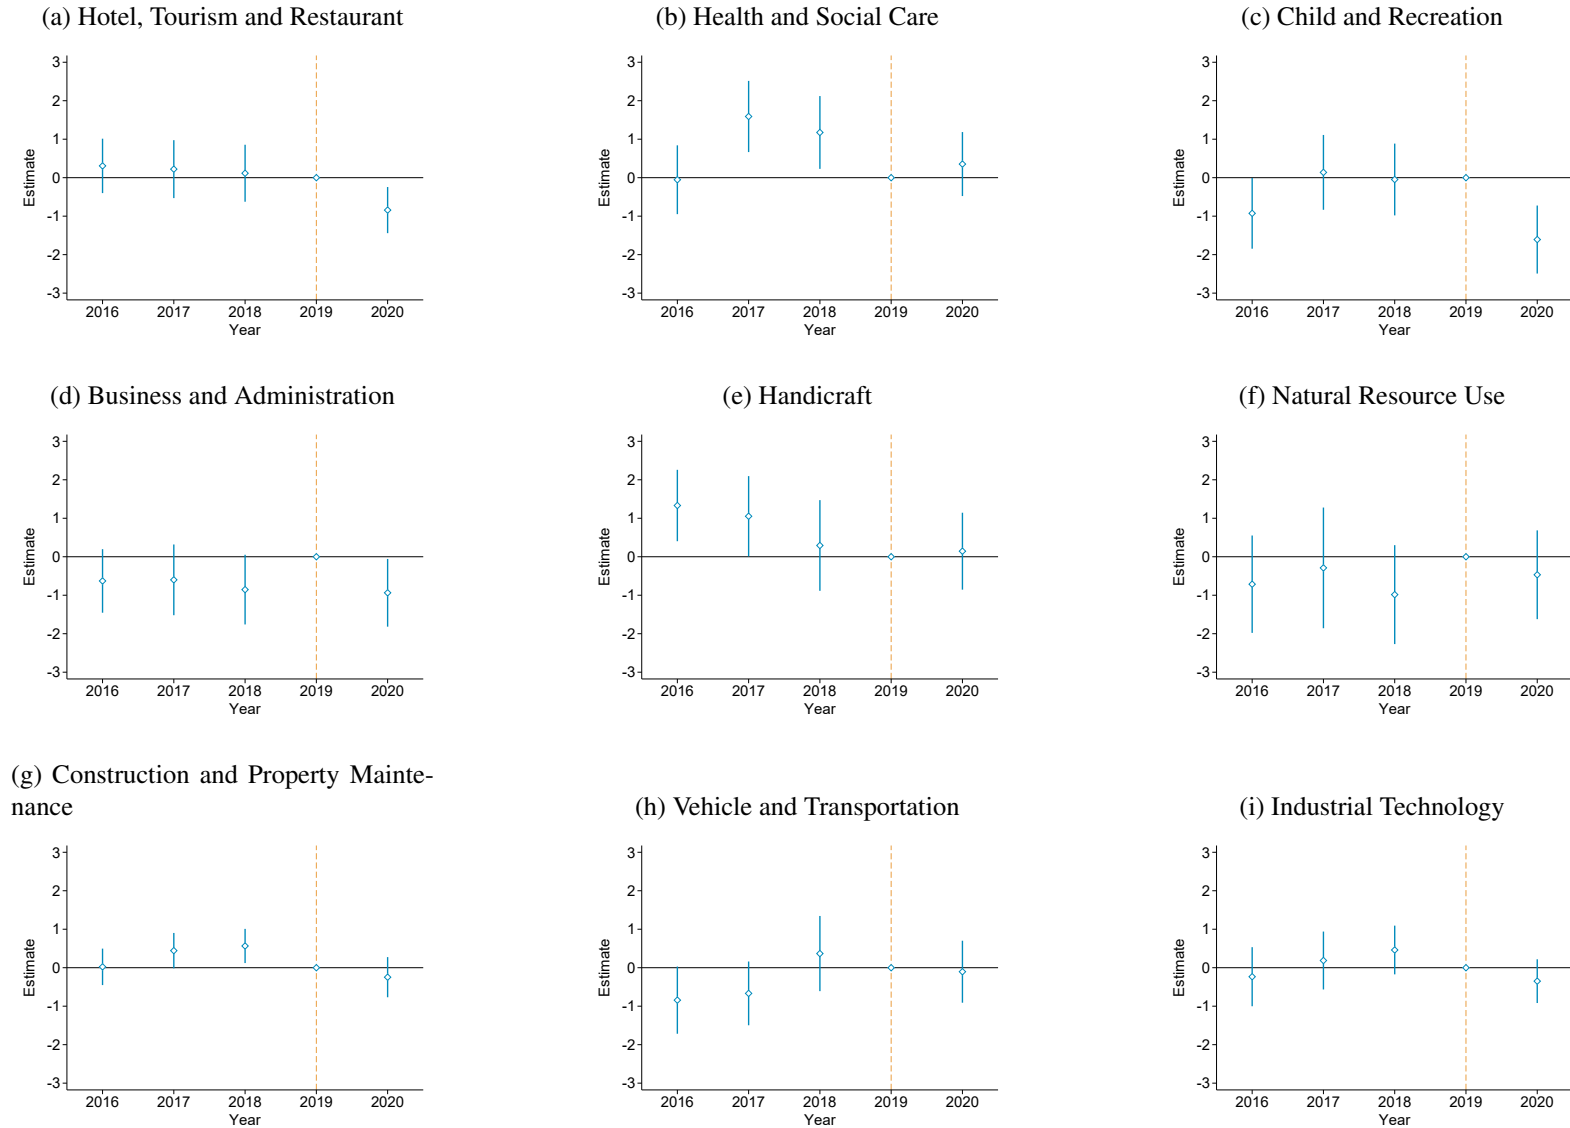 (a) Hotel, Tourism and Restaurant
3
2
1
0
-1
-2
-3
Estimate
2016 2017 2018 2019 2020
Year
(b) Health and Social Care
3
2
1
0
-1
-2
-3
Estimate
2016 2017 2018 2019 2020
Year
(c) Child and Recreation
3
2
1
0
-1
-2
-3
Estimate
2016 2017 2018 2019 2020
Year
(d) Business and Administration
3
2
1
0
-1
-2
-3
Estimate
2016 2017 2018 2019 2020
Year
(e) Handicraft
3
2
1
0
-1
-2
-3
Estimate
2016 2017 2018 2019 2020
Year
(f) Natural Resource Use
3
2
1
0
-1
-2
-3
Estimate
2016 2017 2018 2019 2020
Year
(g) Construction and Property Mainte-
nance
3
2
1
0
-1
-2
-3
Estimate
2016 2017 2018 2019 2020
Year
(h) Vehicle and Transportation
3
2
1
0
-1
-2
-3
Estimate
2016 2017 2018 2019 2020
Year
(i) Industrial Technology
3
2
1
0
-1
-2
-3
Estimate
2016 2017 2018 2019 2020
Year